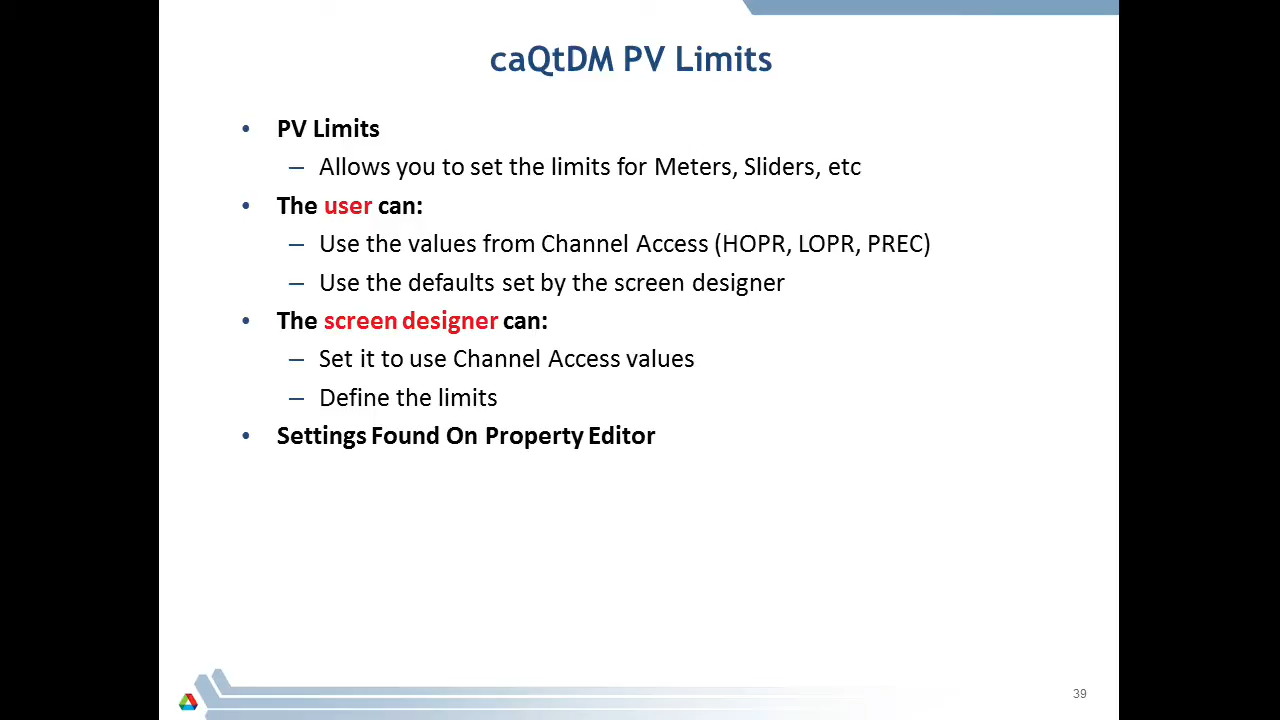 caQtDM PV Limits
• PV Limits
– Allows you to set the limits for Meters, Sliders, etc
• The user can:
– Use the values from Channel Access (HOPR, LOPR, PREC)
– Use the defaults set by the screen designer
• The screen designer can:
– Set it to use Channel Access values
– Define the limits
• Settings Found On Property Editor
39